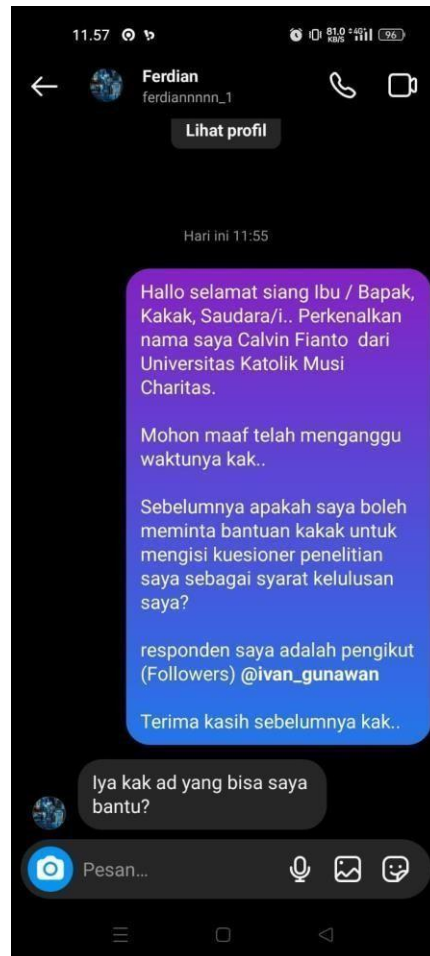 11.57 81.0 KB/S 4G 96
Ferdian
ferdiannnnn_1
Lihat profil
Hari ini 11:55
Hallo selamat siang Ibu / Bapak,
Kakak, Saudara/i.. Perkenalkan
nama saya Calvin Fianto dari
Universitas Katolik Musi
Charitas.
Mohon maaf telah menganggu
waktunya kak..
Sebelumnya apakah saya boleh
meminta bantuan kakak untuk
mengisi kuesioner penelitian
saya sebagai syarat kelulusan
saya?
responden saya adalah pengikut
(Followers) @ivan_gunawan
Terima kasih sebelumnya kak..
Iya kak ad yang bisa saya
bantu?
Pesan...